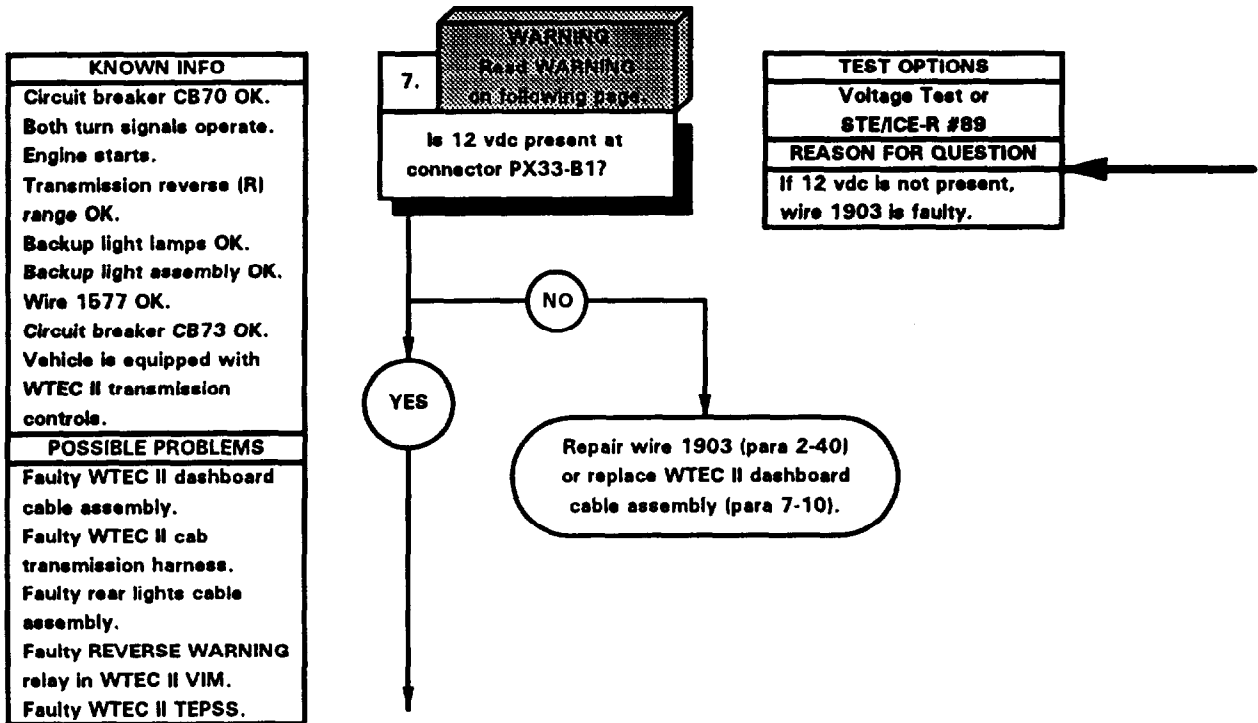 KNOWN INFO
Circuit breaker CB70 OK.
Both turn signals operate.
Engine starts.
Transmission reverse (R)
range OK.
Backup light lamps OK.
Backup light assembly OK.
Wire 1577 OK.
Circuit breaker CB73 OK.
Vehicle is equipped with
WTEC II transmission
controls.
POSSIBLE PROBLEMS
Faulty WTEC II dashboard
cable assembly.
Faulty WTEC II cab
transmission harness.
Faulty rear lights cable
assembly.
Faulty REVERSE WARNING
relay in WTEC II VIM.
Faulty WTEC II TEPSS.
WARNING
Read WARNING
on following page.
7.
Is 12 vdc present at
connector PX33-B1?
NO
YES
Repair wire 1903 (para 2-40)
or replace WTEC II dashboard
cable assembly (para 7-10).
TEST OPTIONS
Voltage Test or
STE/ICE-R #89
REASON FOR QUESTION
If 12 vdc is not present,
wire 1903 is faulty.